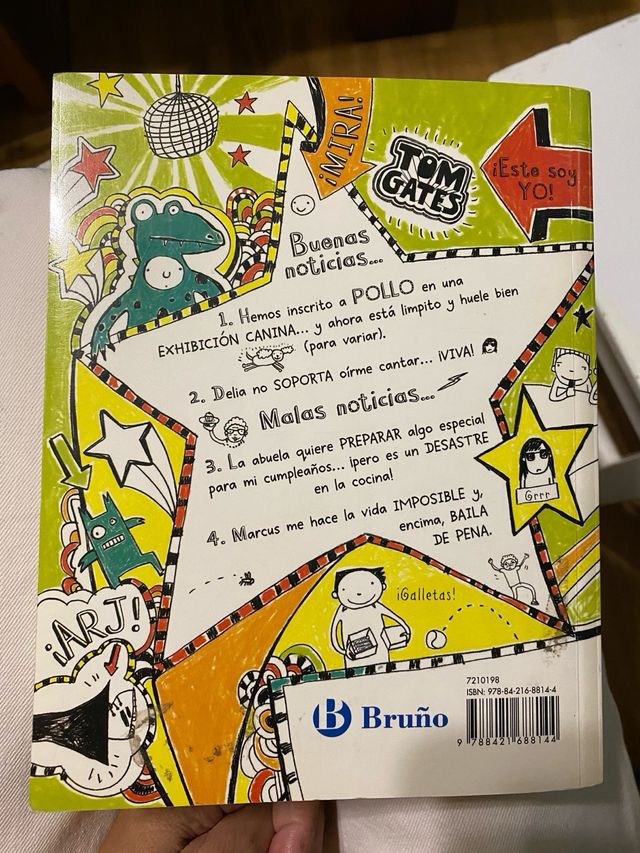 ¡MIRA!
TOM
GATES
¡Este soy
YO!
Buenas
noticias...
1. Hemos inscrito a POLLO en una
EXHIBICIÓN CANINA... y ahora está limpito y huele bien
(para variar).
2. Delia no SOPORTA oírme cantar... ¡VIVA!
Malas noticias...
3. La abuela quiere PREPARAR algo especial
para mi cumpleaños... ¡pero es un DESASTRE
en la cocina!
Grrr
4. Marcus me hace la vida IMPOSIBLE y,
encima, BAILA
DE PENA.
¡Galletas!
¡ARJ!
7210198
ISBN: 978-84-216-8814-4
B Bruño
9 788421 688144